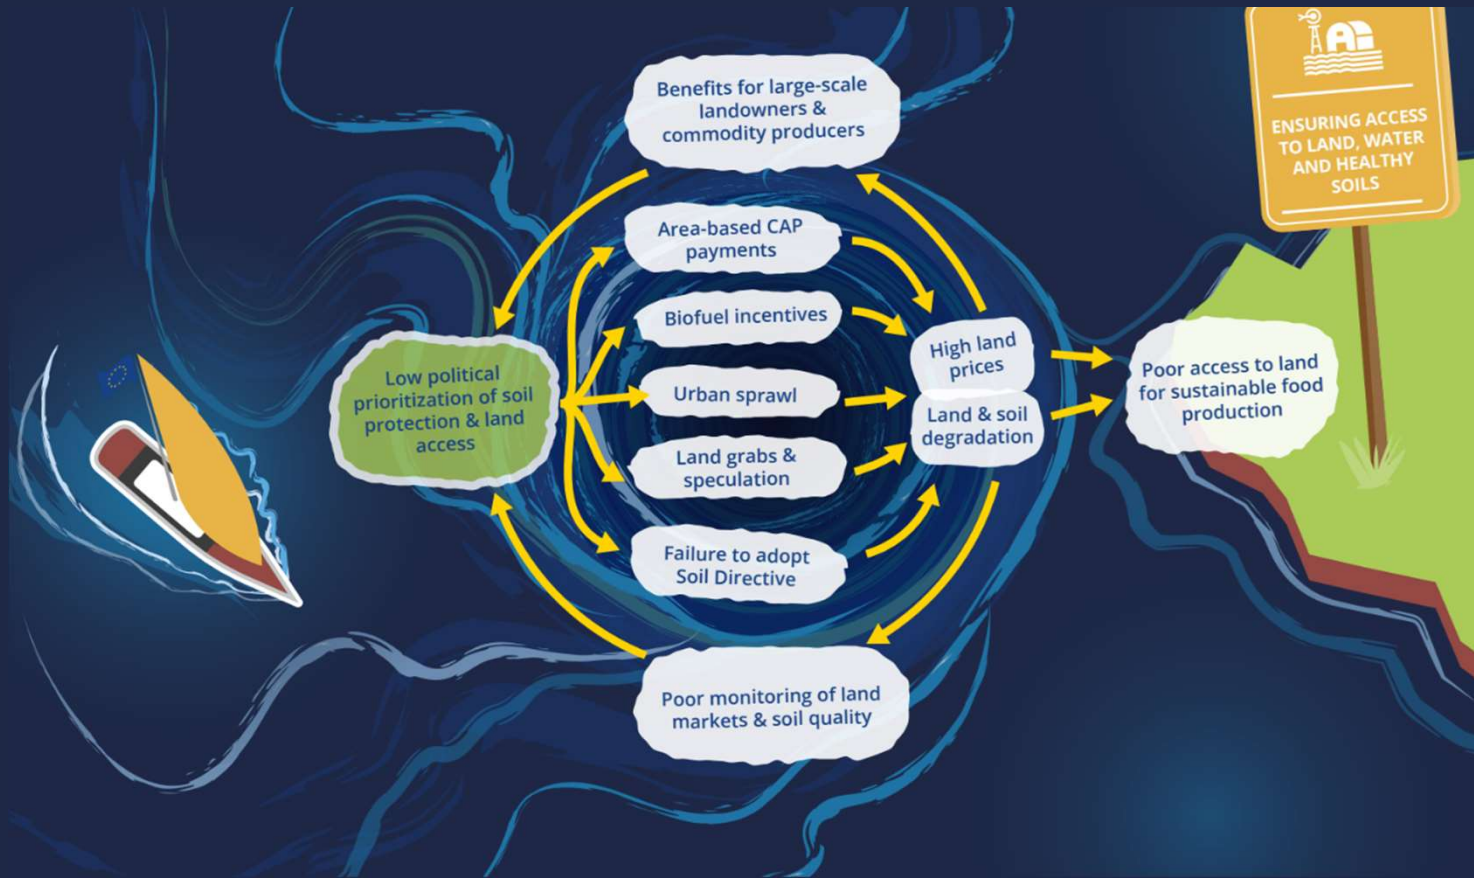 Benefits for large-scale
landowners &
commodity producers
ENSURING ACCESS
TO LAND, WATER
AND HEALTHY
SOILS
Area-based CAP
payments
Biofuel incentives
High land
prices
Low political
prioritization of soil
protection & land
access
Urban sprawl
Land & soil
degradation
Poor access to land
for sustainable food
production
Land grabs &
speculation
Failure to adopt
Soil Directive
Poor monitoring of land
markets & soil quality